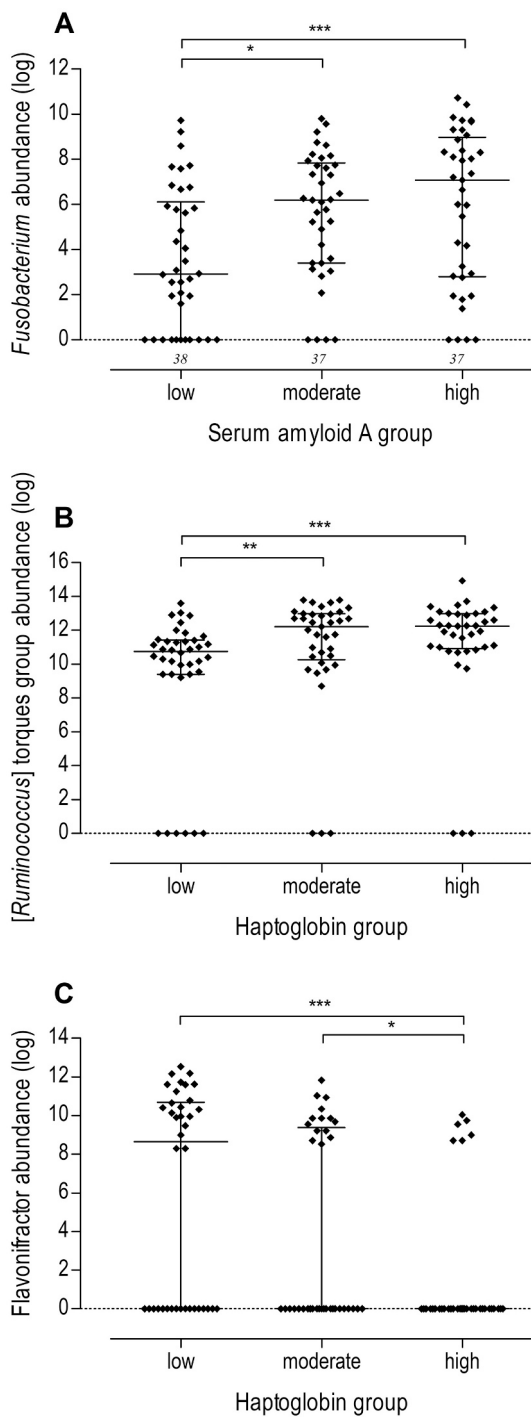 A
***
*
Fusobacterium abundance (log)
12
10
8
6
4
2
0
38 37 37
low moderate high
Serum amyloid A group
B
***
**
[Ruminococcus] torques group abundance (log)
16
14
12
10
8
6
4
2
0
low moderate high
Haptoglobin group
C
***
*
Flavonifractor abundance (log)
14
12
10
8
6
4
2
0
low moderate high
Haptoglobin group